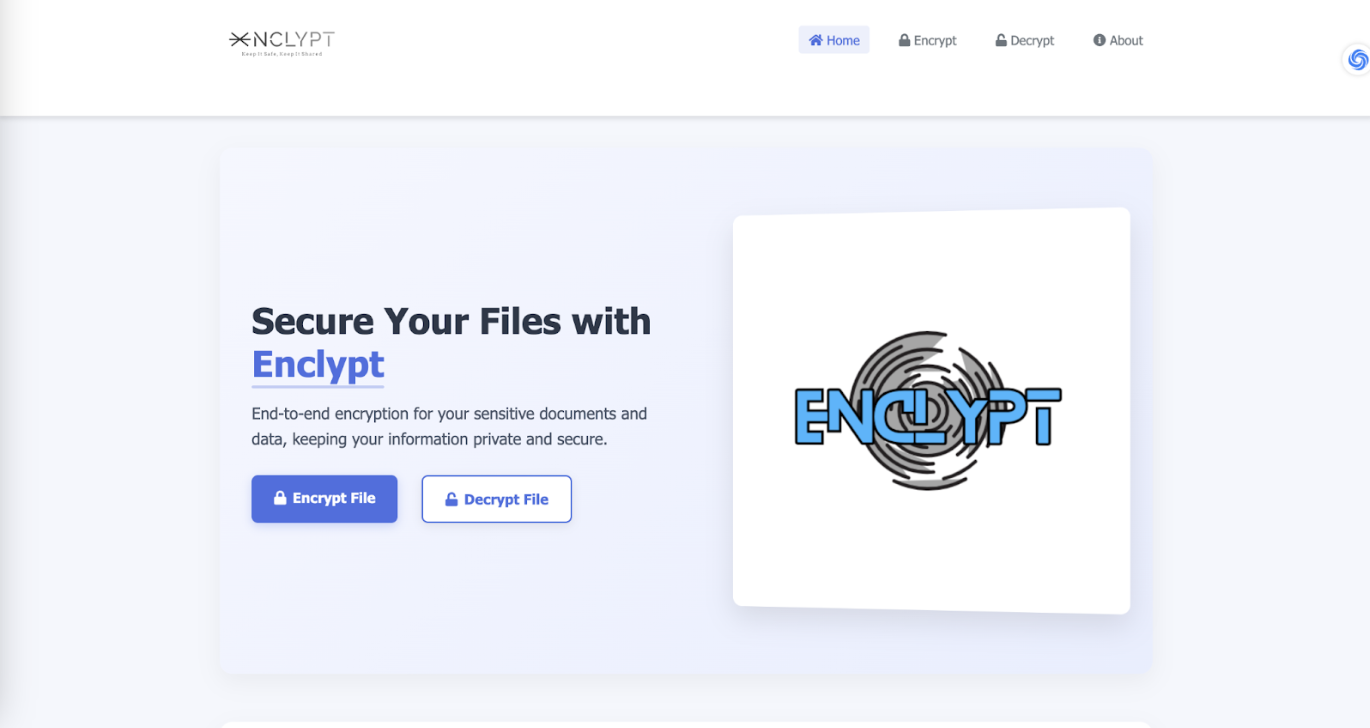 NCLYPT
Keep It Safe, Keep It Shared
Home
Encrypt
Decrypt
About
Secure Your Files with
Enclypt
End-to-end encryption for your sensitive documents and
data, keeping your information private and secure.
Encrypt File
Decrypt File
ENCLYPT